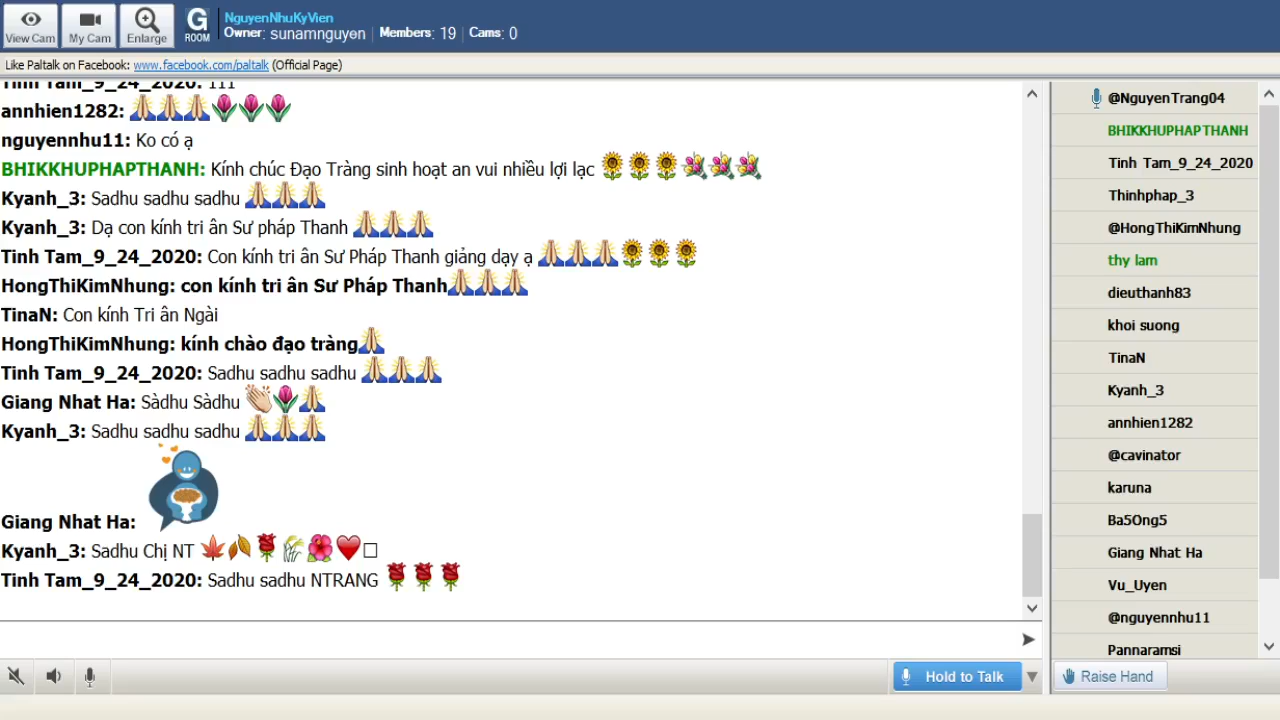 View Cam
My Cam
Enlarge
G
ROOM
NguyenNhuKyVien
Owner: sunamnguyen | Members: 19 | Cams: 0
Like Paltalk on Facebook: www.facebook.com/paltalk (Official Page)
Tinh Tam_9_24_2020: 111
annhien1282: 🙏🙏🙏🌷🌷🌷
nguyennhu11: Ko có ạ
BHIKKHUPHAPTHANH: Kính chúc Đạo Tràng sinh hoạt an vui nhiều lợi lạc 🌻🌻🌻💐💐💐
Kyanh_3: Sadhu sadhu sadhu 🙏🙏🙏
Kyanh_3: Dạ con kính tri ân Sư pháp Thanh 🙏🙏🙏
Tinh Tam_9_24_2020: Con kính tri ân Sư Pháp Thanh giảng dạy ạ 🙏🙏🙏🌻🌻🌻
HongThiKimNhung: con kính tri ân Sư Pháp Thanh🙏🙏🙏
TinaN: Con kính Tri ân Ngài
HongThiKimNhung: kính chào đạo tràng🙏
Tinh Tam_9_24_2020: Sadhu sadhu sadhu 🙏🙏🙏
Giang Nhat Ha: Sàdhu Sàdhu 👏🌷🙏
Kyanh_3: Sadhu sadhu sadhu 🙏🙏🙏
Giang Nhat Ha:
Kyanh_3: Sadhu Chị NT 🍁🍂🌹🌾🌺❤□
Tinh Tam_9_24_2020: Sadhu sadhu NTRANG 🌹🌹🌹
Hold to Talk
@NguyenTrang04
BHIKKHUPHAPTHANH
Tinh Tam_9_24_2020
Thinhphap_3
@HongThiKimNhung
thy lam
dieuthanh83
khoi suong
TinaN
Kyanh_3
annhien1282
@cavinator
karuna
Ba5Ong5
Giang Nhat Ha
Vu_Uyen
@nguyennhu11
Pannaramsi
Raise Hand